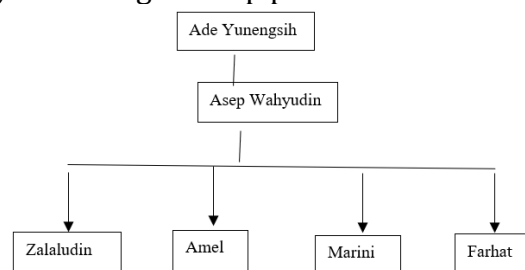 Ade Yunengsih
Asep Wahyudin
Zalaludin
Amel
Marini
Farhat